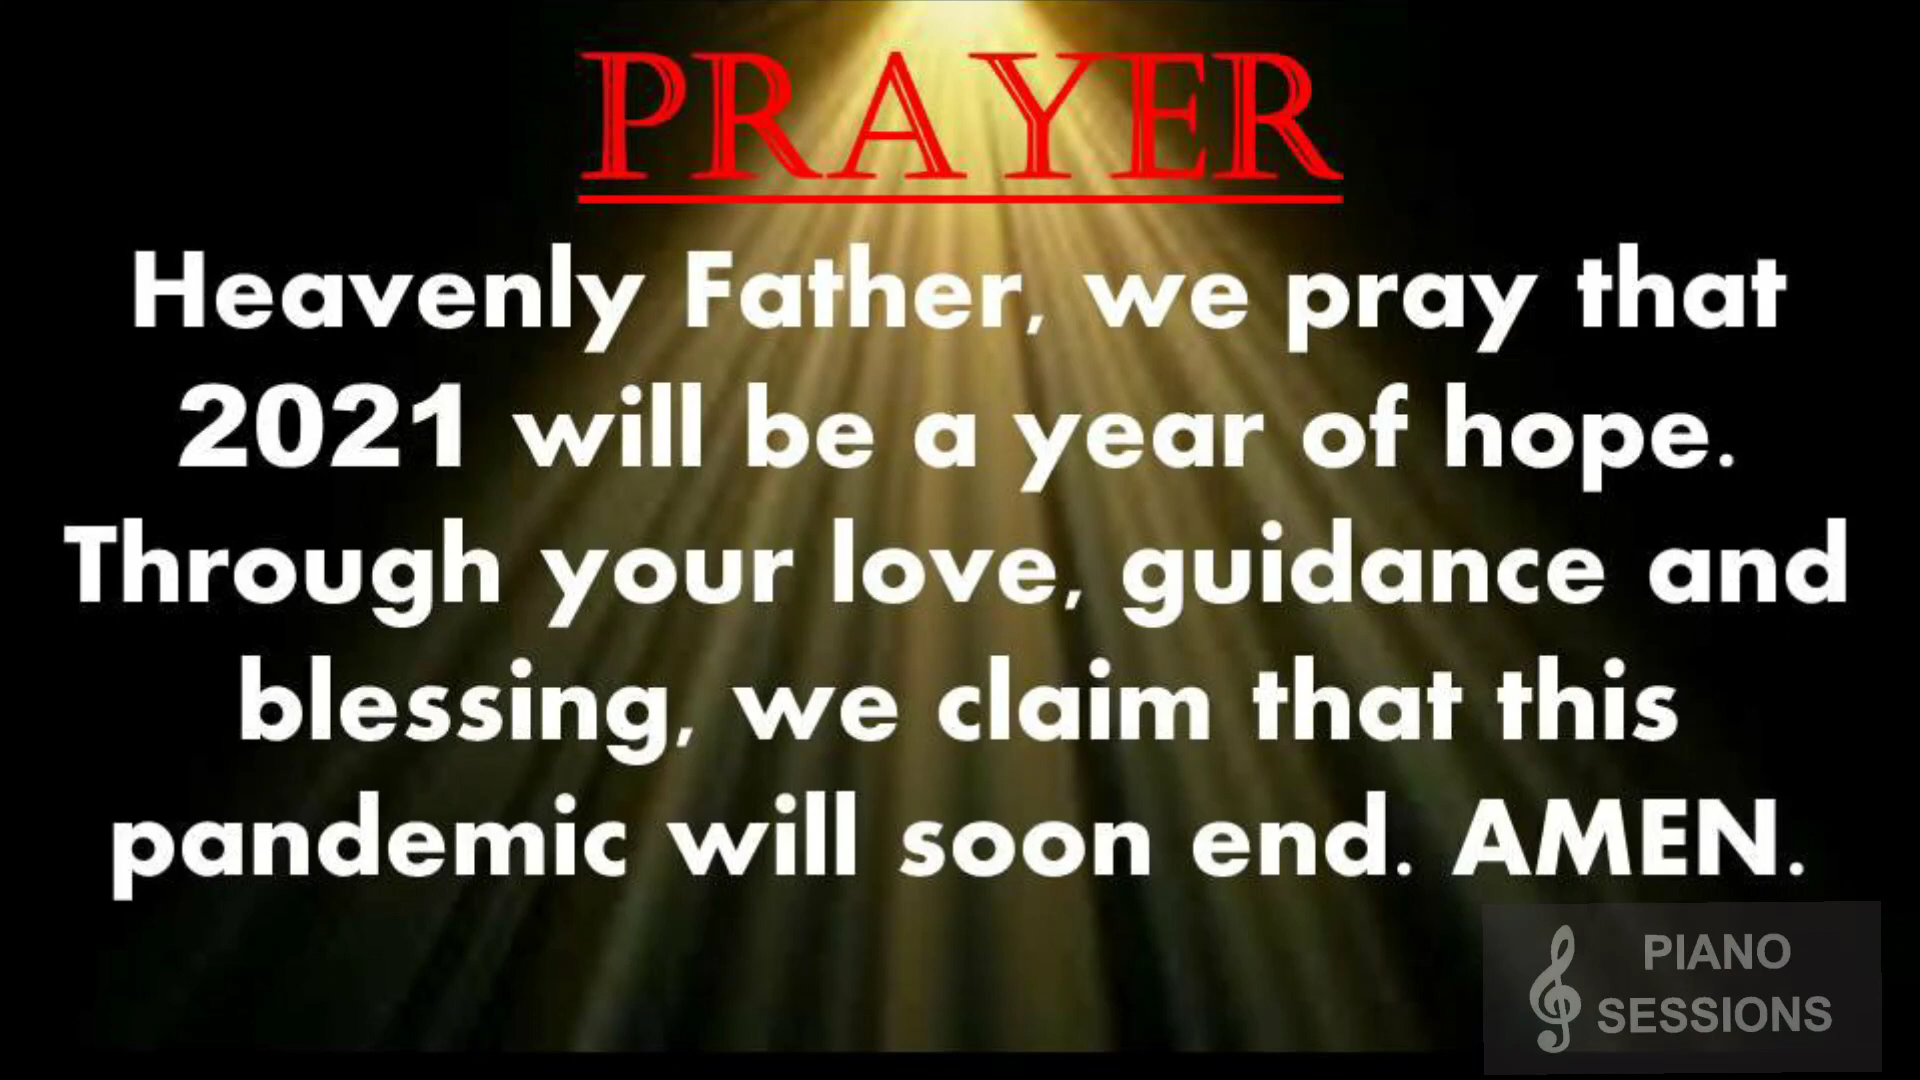 PRAYER
Heavenly Father, we pray that
2021 will be a year of hope.
Through your love, guidance and
blessing, we claim that this
pandemic will soon end. AMEN.
PIANO
SESSIONS